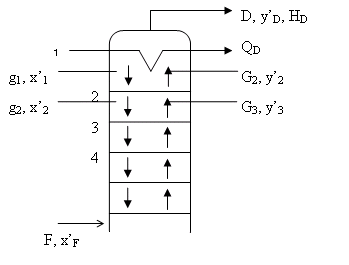 D, y’D, HD
1
QD
g1, x’1
G2, y’2
2
g2, x’2
G3, y’3
3
4
F, x’F